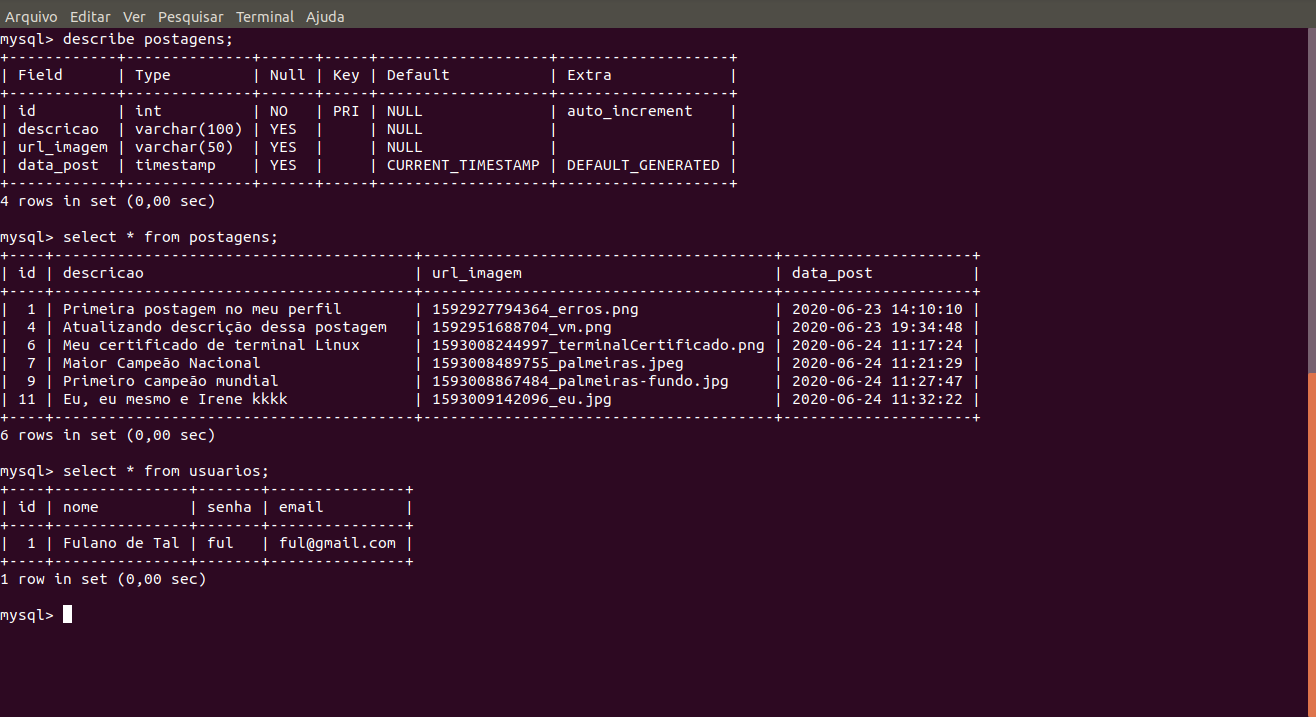 Arquivo Editar Ver Pesquisar Terminal Ajuda
mysql> describe postagens;
+------------+--------------+------+-----+-------------------+-------------------+
| Field      | Type         | Null | Key | Default           | Extra             |
+------------+--------------+------+-----+-------------------+-------------------+
| id         | int          | NO   | PRI | NULL              | auto_increment    |
| descricao  | varchar(100) | YES  |     | NULL              |                   |
| url_imagem | varchar(50)  | YES  |     | NULL              |                   |
| data_post  | timestamp    | YES  |     | CURRENT_TIMESTAMP | DEFAULT_GENERATED |
+------------+--------------+------+-----+-------------------+-------------------+
4 rows in set (0,00 sec)
mysql> select * from postagens;
+----+----------------------------------------+---------------------------------------+---------------------+
| id | descricao                              | url_imagem                            | data_post           |
+----+----------------------------------------+---------------------------------------+---------------------+
|  1 | Primeira postagem no meu perfil        | 1592927794364_erros.png               | 2020-06-23 14:10:10 |
|  4 | Atualizando descrição dessa postagem   | 1592951688704_vm.png                  | 2020-06-23 19:34:48 |
|  6 | Meu certificado de terminal Linux      | 1593008244997_terminalCertificado.png | 2020-06-24 11:17:24 |
|  7 | Maior Campeão Nacional                 | 1593008489755_palmeiras.jpeg          | 2020-06-24 11:21:29 |
|  9 | Primeiro campeão mundial               | 1593008867484_palmeiras-fundo.jpg     | 2020-06-24 11:27:47 |
| 11 | Eu, eu mesmo e Irene kkkk              | 1593009142096_eu.jpg                  | 2020-06-24 11:32:22 |
+----+----------------------------------------+---------------------------------------+---------------------+
6 rows in set (0,00 sec)
mysql> select * from usuarios;
+----+---------------+-------+---------------+
| id | nome          | senha | email         |
+----+---------------+-------+---------------+
|  1 | Fulano de Tal | ful   | ful@gmail.com |
+----+---------------+-------+---------------+
1 row in set (0,00 sec)
mysql>